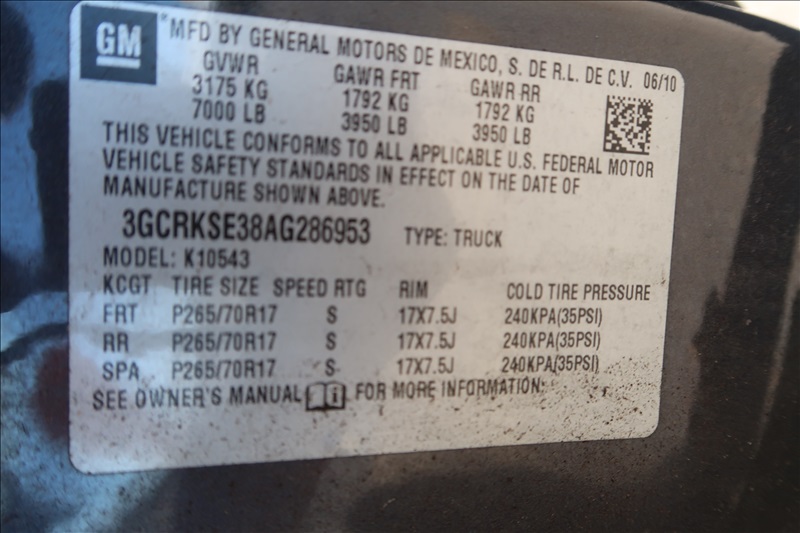 GM
MFD BY GENERAL MOTORS DE MEXICO, S. DE R.L. DE C.V. 06/10
GVWR GAWR FRT GAWR RR
3175 KG 1792 KG 1792 KG
7000 LB 3950 LB 3950 LB
THIS VEHICLE CONFORMS TO ALL APPLICABLE U.S. FEDERAL MOTOR
VEHICLE SAFETY STANDARDS IN EFFECT ON THE DATE OF
MANUFACTURE SHOWN ABOVE.
3GCRKSE38AG286953 TYPE: TRUCK
MODEL: K10543
KCGT TIRE SIZE SPEED RTG RIM COLD TIRE PRESSURE
FRT P265/70R17 S 17X7.5J 240KPA(35PSI)
RR P265/70R17 S 17X7.5J 240KPA(35PSI)
SPA P265/70R17 S 17X7.5J 240KPA(35PSI)
SEE OWNER'S MANUAL FOR MORE INFORMATION.